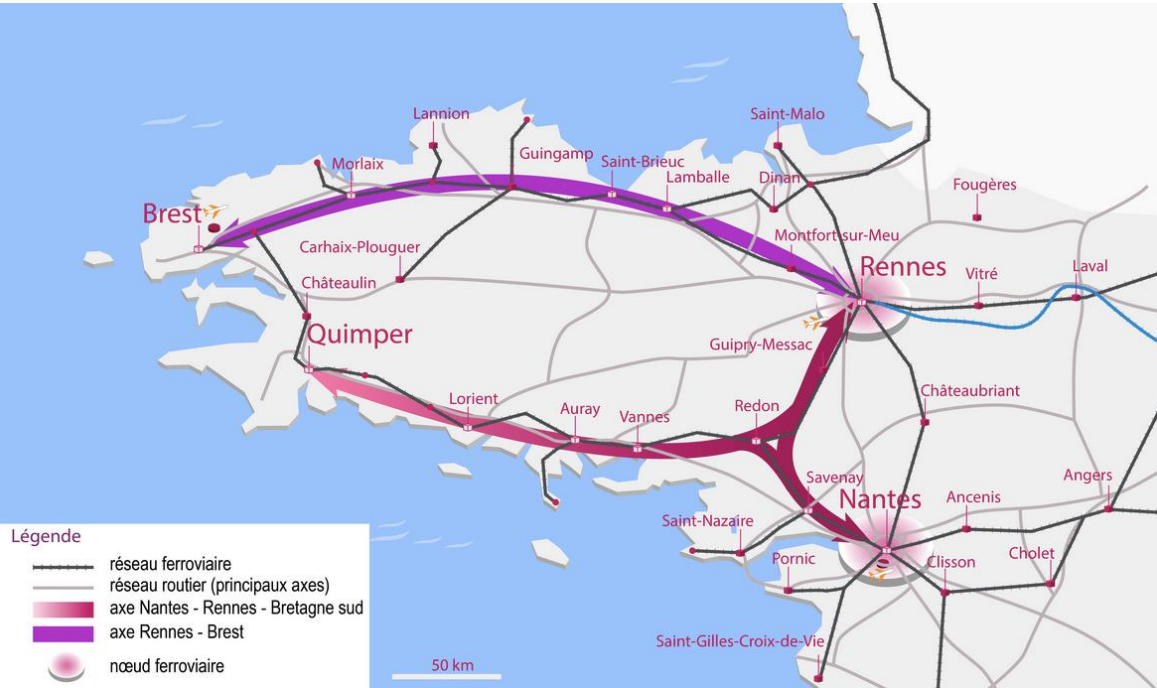 Lannion
Saint-Malo
Guingamp
Saint-Brieuc
Morlaix
Lamballe
Dinan
Fougères
Brest
Montfort-sur-Meu
Carhaix-Plouguer
Rennes
Vitré
Laval
Châteaulin
Quimper
Guipry-Messac
Châteaubriant
Lorient
Auray
Vannes
Redon
Savenay
Nantes
Ancenis
Angers
Saint-Nazaire
Pornic
Clisson
Cholet
Saint-Gilles-Croix-de-Vie
Légende
réseau ferroviaire
réseau routier (principaux axes)
axe Nantes - Rennes - Bretagne sud
axe Rennes - Brest
nœud ferroviaire
50 km